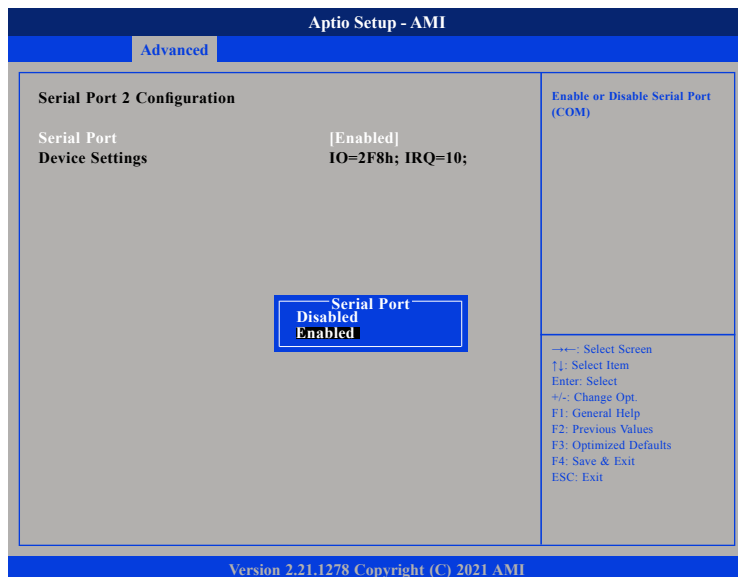 Aptio Setup - AMI
Advanced
Serial Port 2 Configuration
Serial Port [Enabled]
Device Settings IO=2F8h; IRQ=10;
Serial Port
Disabled
Enabled
Enable or Disable Serial Port
(COM)
→←: Select Screen
↑↓: Select Item
Enter: Select
+/-: Change Opt.
F1: General Help
F2: Previous Values
F3: Optimized Defaults
F4: Save & Exit
ESC: Exit
Version 2.21.1278 Copyright (C) 2021 AMI